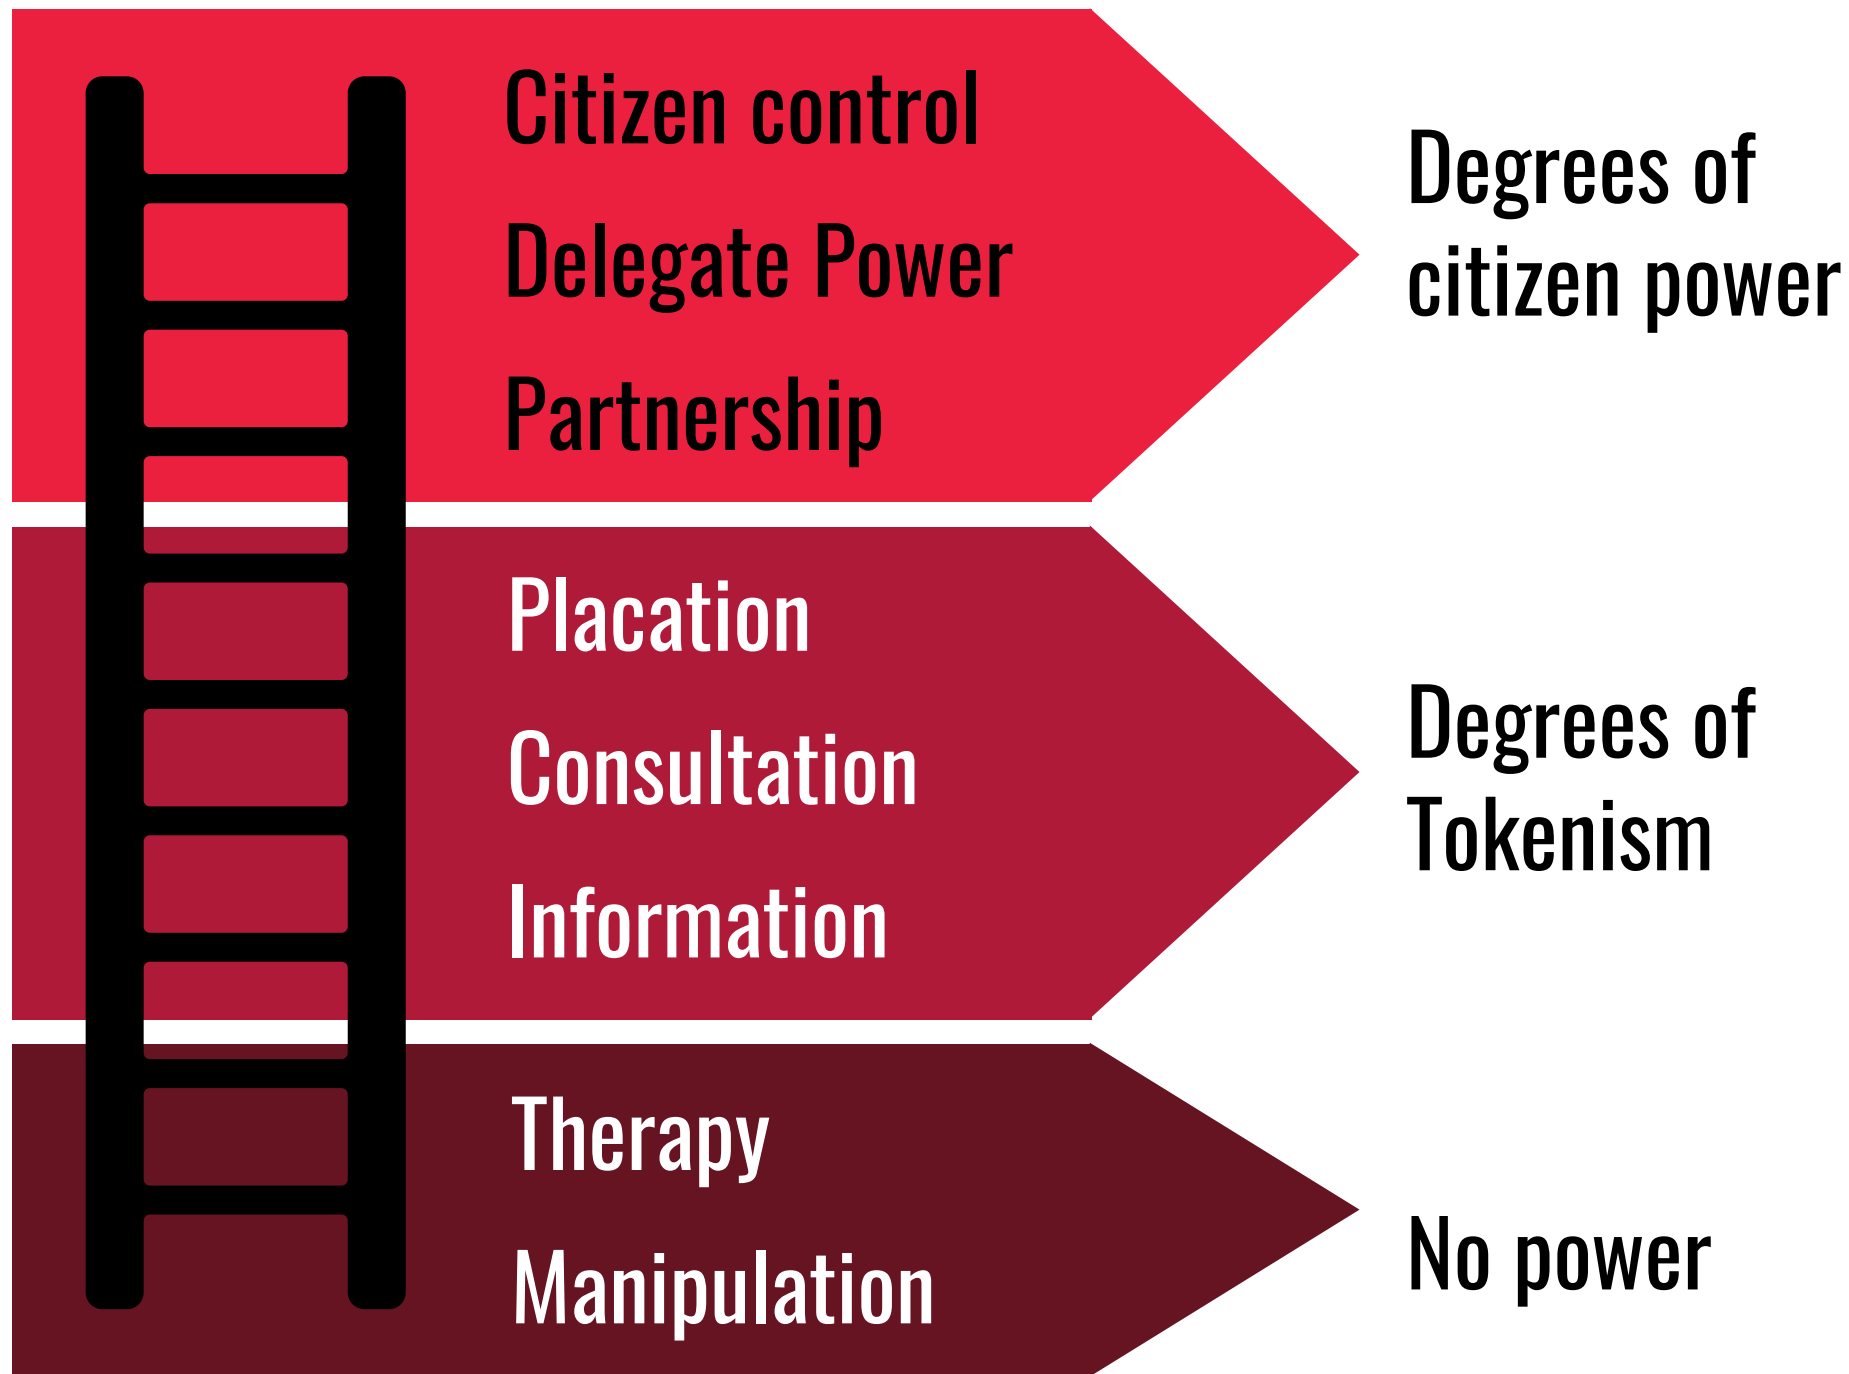 Citizen control
Delegate Power
Partnership
Degrees of
citizen power
Placation
Consultation
Information
Degrees of
Tokenism
Therapy
Manipulation
No power